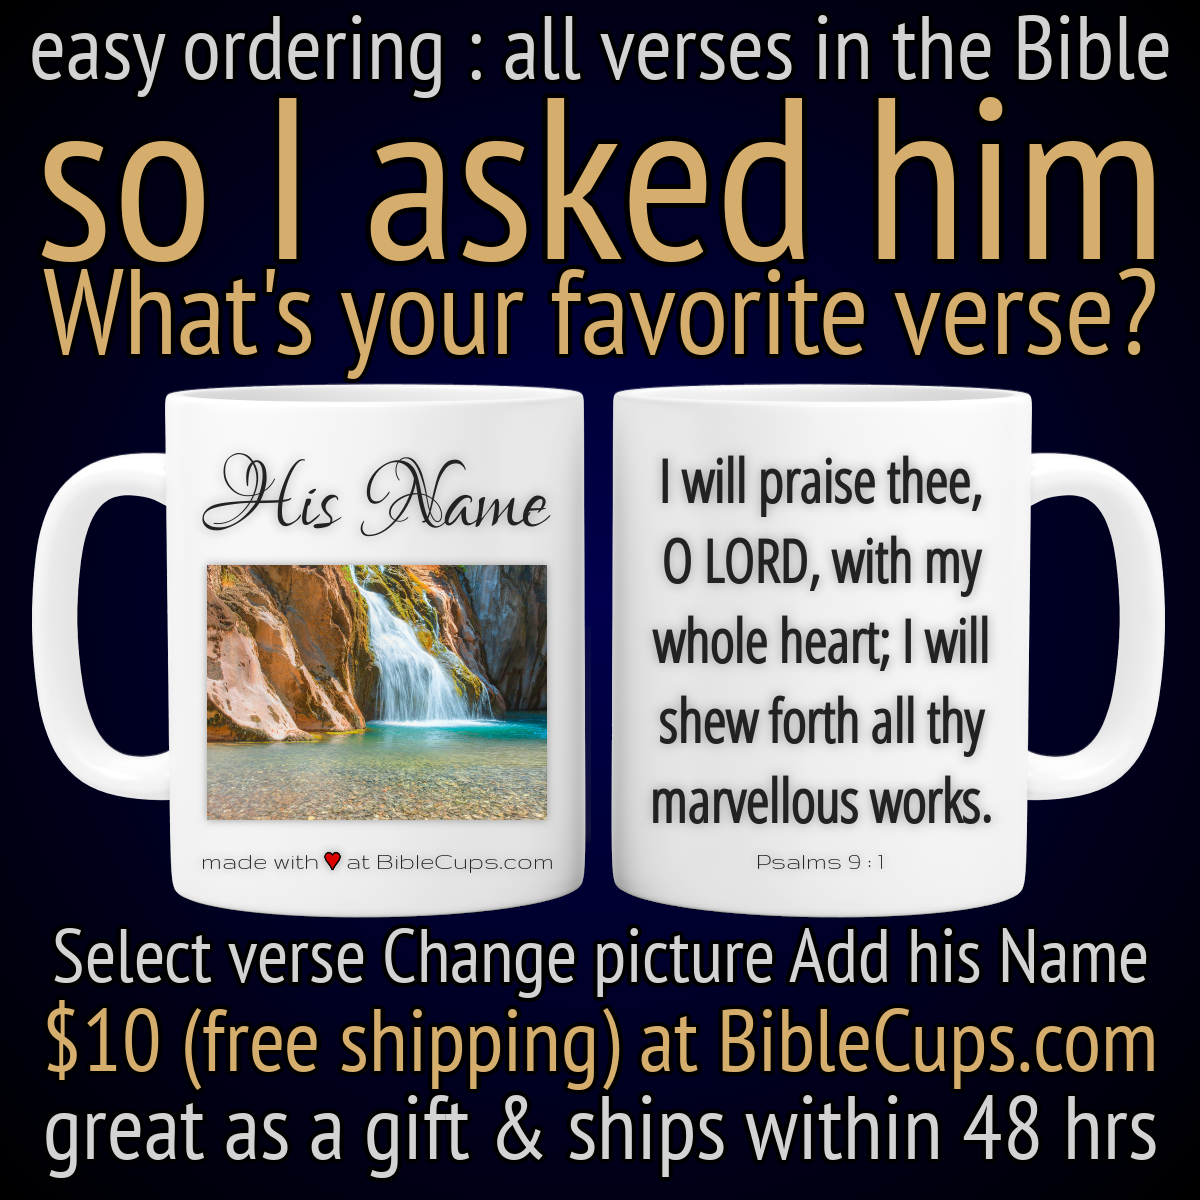 easy ordering : all verses in the Bible
so I asked him
What's your favorite verse?
His Name
made with ♥ at BibleCups.com
I will praise thee,
O LORD, with my
whole heart; I will
shew forth all thy
marvellous works.
Psalms 9 : 1
Select verse Change picture Add his Name
$10 (free shipping) at BibleCups.com
great as a gift & ships within 48 hrs